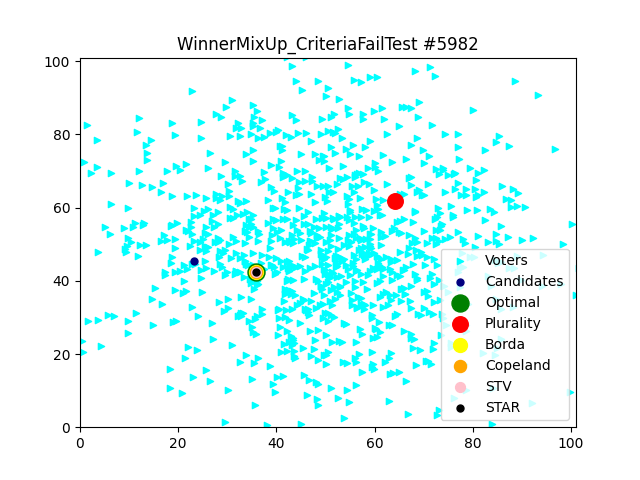 WinnerMixUp_CriteriaFailTest #5982
100
80
60
40
20
0
0
20
40
60
80
100
Voters
Candidates
Optimal
Plurality
Borda
Copeland
STV
STAR